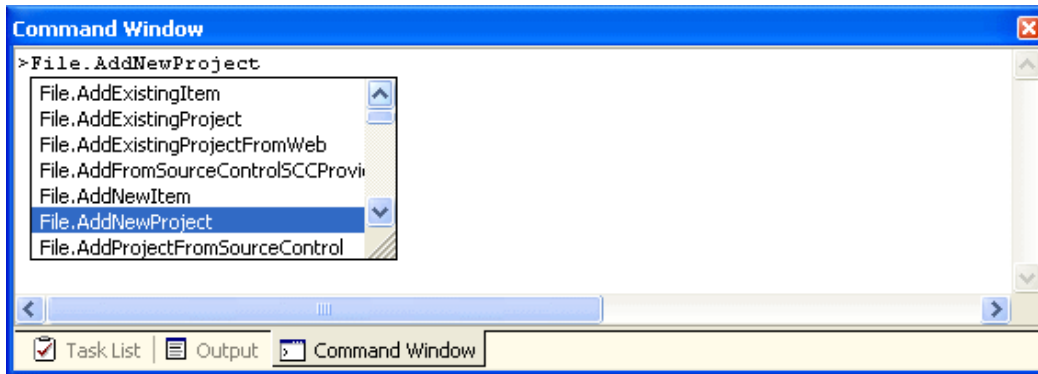 Command Window
>File.AddNewProject
File.AddExistingItem
File.AddExistingProject
File.AddExistingProjectFromWeb
File.AddFromSourceControlSCCProvi
File.AddNewItem
File.AddNewProject
File.AddProjectFromSourceControl
Task List Output Command Window